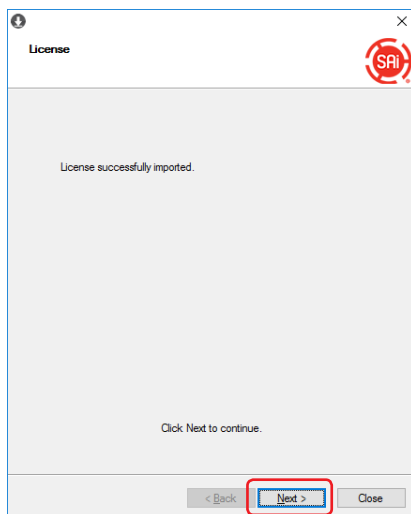 License
SAi
License successfully imported.
Click Next to continue.
< Back
Next >
Close